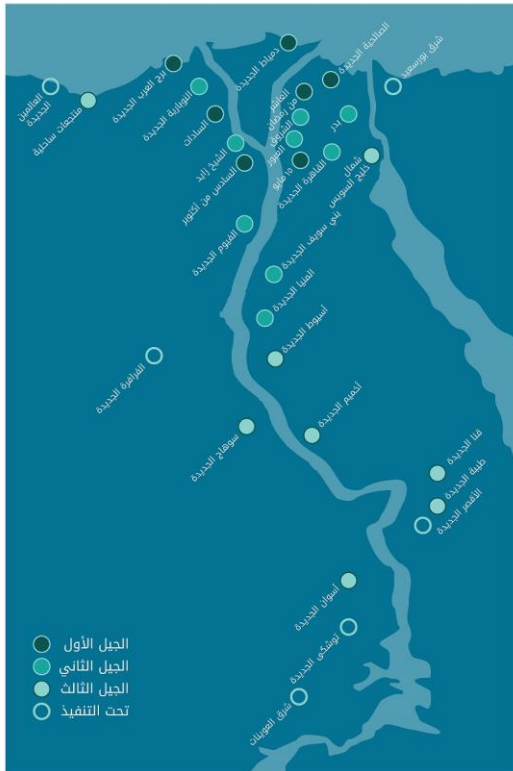 دمياط الجديدة
الصالحية الجديدة
شرق بورسعيد
برج العرب الجديدة
النوبارية الجديدة
العالمين
الجديدة
منتجعات ساحلية
السادات
العاشر
من رمضان
الشروق
بدر
العبور
الشيخ زايد
السادس من أكتوبر
١٥ مايو
القاهرة الجديدة
شمال
خليج السويس
الفيوم الجديدة
بني سويف الجديدة
المنيا الجديدة
أسيوط الجديدة
الفرافرة الجديدة
سوهاج الجديدة
أخميم الجديدة
قنا الجديدة
طيبة الجديدة
الأقصر الجديدة
أسوان الجديدة
توشكى الجديدة
شرق العوينات
الجيل الأول
الجيل الثاني
الجيل الثالث
تحت التنفيذ